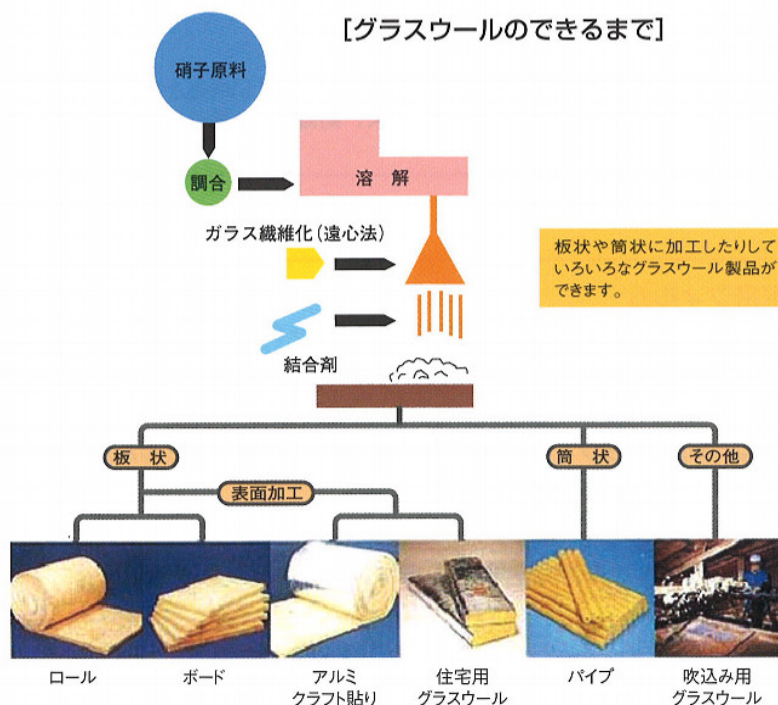 [グラスウールのできるまで]
硝子原料
調合
溶 解
ガラス繊維化(遠心法)
板状や筒状に加工したりして
いろいろなグラスウール製品が
できます。
結合剤
板 状
筒 状
その他
表面加工
ロール
ボード
アルミ
クラフト貼り
住宅用
グラスウール
パイプ
吹込み用
グラスウール